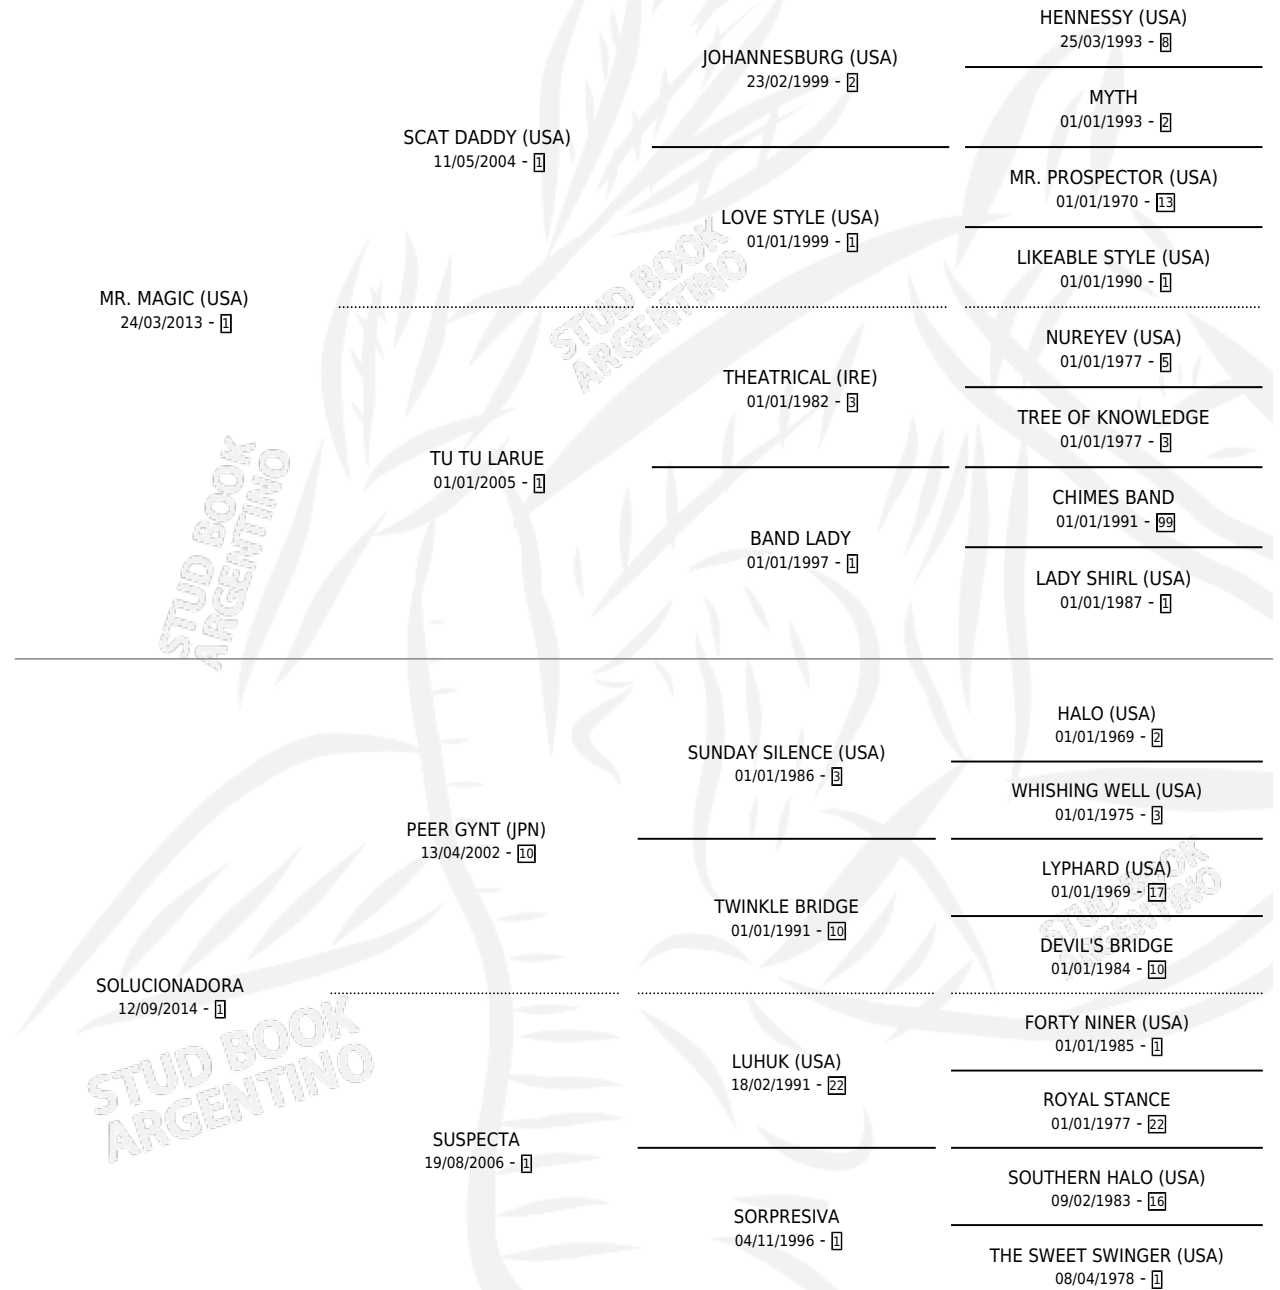 HENNESSY (USA)
25/03/1993 - 8
JOHANNESBURG (USA)
23/02/1999 - 2
MYTH
01/01/1993 - 2
SCAT DADDY (USA)
11/05/2004 - 1
MR. PROSPECTOR (USA)
01/01/1970 - 13
LOVE STYLE (USA)
01/01/1999 - 1
LIKEABLE STYLE (USA)
01/01/1990 - 1
MR. MAGIC (USA)
24/03/2013 - 1
STUD BOOK
ARGENTINO
NUREYEV (USA)
01/01/1977 - 5
THEATRICAL (IRE)
01/01/1982 - 3
TREE OF KNOWLEDGE
01/01/1977 - 3
TU TU LARUE
01/01/2005 - 1
CHIMES BAND
01/01/1991 - 99
BAND LADY
01/01/1997 - 1
LADY SHIRL (USA)
01/01/1987 - 1
STUD BOOK
ARGENTINO
HALO (USA)
01/01/1969 - 2
SUNDAY SILENCE (USA)
01/01/1986 - 3
WHISHING WELL (USA)
01/01/1975 - 3
PEER GYNT (JPN)
13/04/2002 - 10
LYPHARD (USA)
01/01/1969 - 17
TWINKLE BRIDGE
01/01/1991 - 10
DEVIL'S BRIDGE
01/01/1984 - 10
STUD BOOK
ARGENTINO
SOLUCIONADORA
12/09/2014 - 1
STUD BOOK
ARGENTINO
FORTY NINER (USA)
01/01/1985 - 1
LUHUK (USA)
18/02/1991 - 22
ROYAL STANCE
01/01/1977 - 22
SUSPECTA
19/08/2006 - 1
SOUTHERN HALO (USA)
09/02/1983 - 16
SORPRESIVA
04/11/1996 - 1
THE SWEET SWINGER (USA)
08/04/1978 - 1